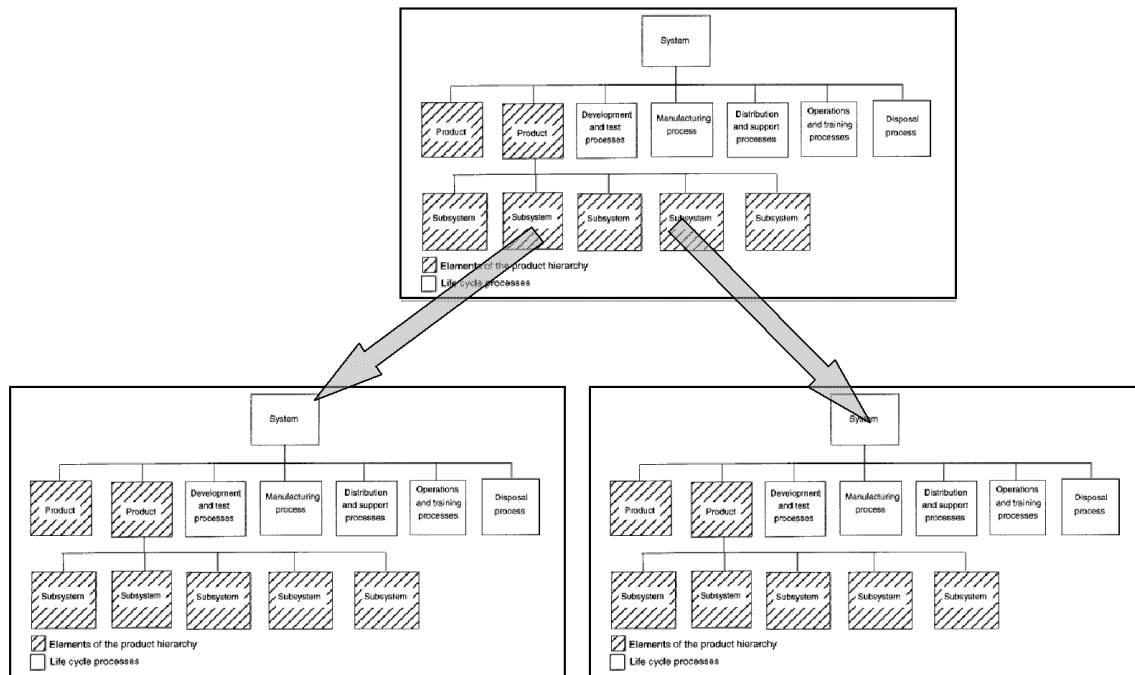 System
Product
Product
Development
and test
processes
Manufacturing
process
Distribution
and support
processes
Operations
and training
processes
Disposal
process
Subsystem
Subsystem
Subsystem
Subsystem
Subsystem
Elements of the product hierarchy
Life cycle processes
System
Product
Product
Development
and test
processes
Manufacturing
process
Distribution
and support
processes
Operations
and training
processes
Disposal
process
Subsystem
Subsystem
Subsystem
Subsystem
Subsystem
Elements of the product hierarchy
Life cycle processes
System
Product
Product
Development
and test
processes
Manufacturing
process
Distribution
and support
processes
Operations
and training
processes
Disposal
process
Subsystem
Subsystem
Subsystem
Subsystem
Subsystem
Elements of the product hierarchy
Life cycle processes